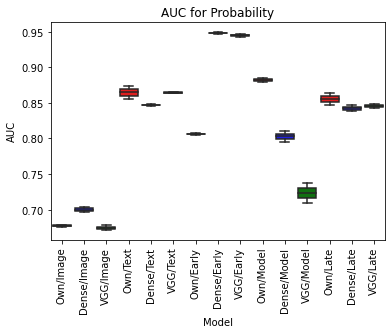 AUC for Probability
AUC
0.95
0.90
0.85
0.80
0.75
0.70
Own/Image
Dense/Image
VGG/Image
Own/Text
Dense/Text
VGG/Text
Own/Early
Dense/Early
VGG/Early
Own/Model
Dense/Model
VGG/Model
Own/Late
Dense/Late
VGG/Late
Model